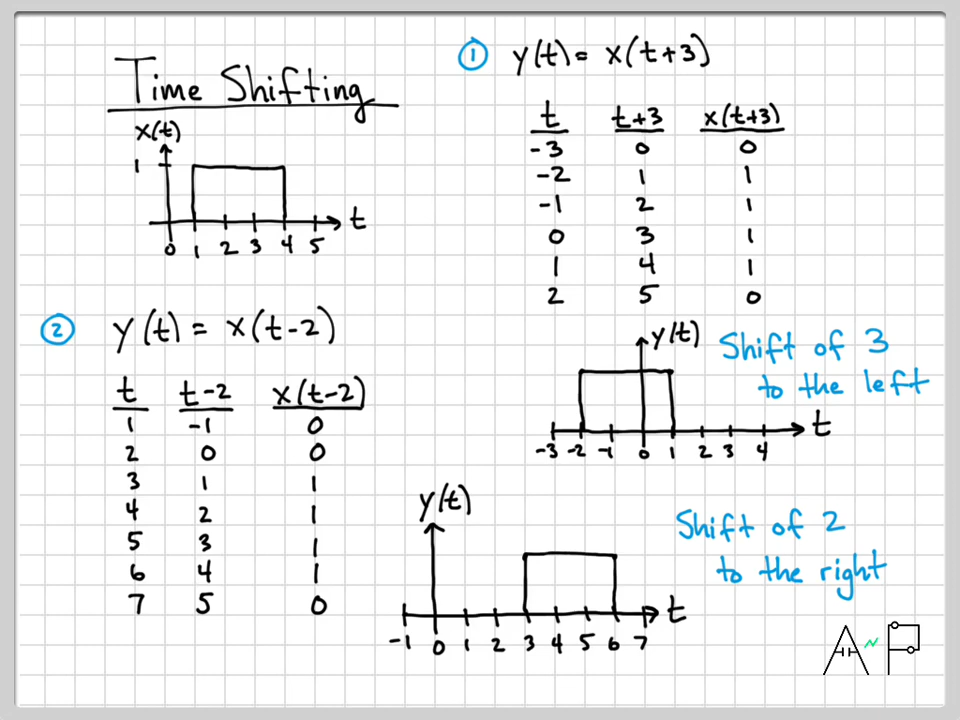 Time Shifting
x(t)
1
t
0 1 2 3 4 5
① y(t) = x(t+3)
t t+3 x(t+3)
-3 0 0
-2 1 1
-1 2 1
0 3 1
1 4 1
2 5 0
y(t)
t
-3 -2 -1 0 1 2 3 4
Shift of 3
to the left
② y(t) = x(t-2)
t t-2 x(t-2)
1 -1 0
2 0 0
3 1 1
4 2 1
5 3 1
6 4 1
7 5 0
y(t)
t
-1 0 1 2 3 4 5 6 7
Shift of 2
to the right
A~P